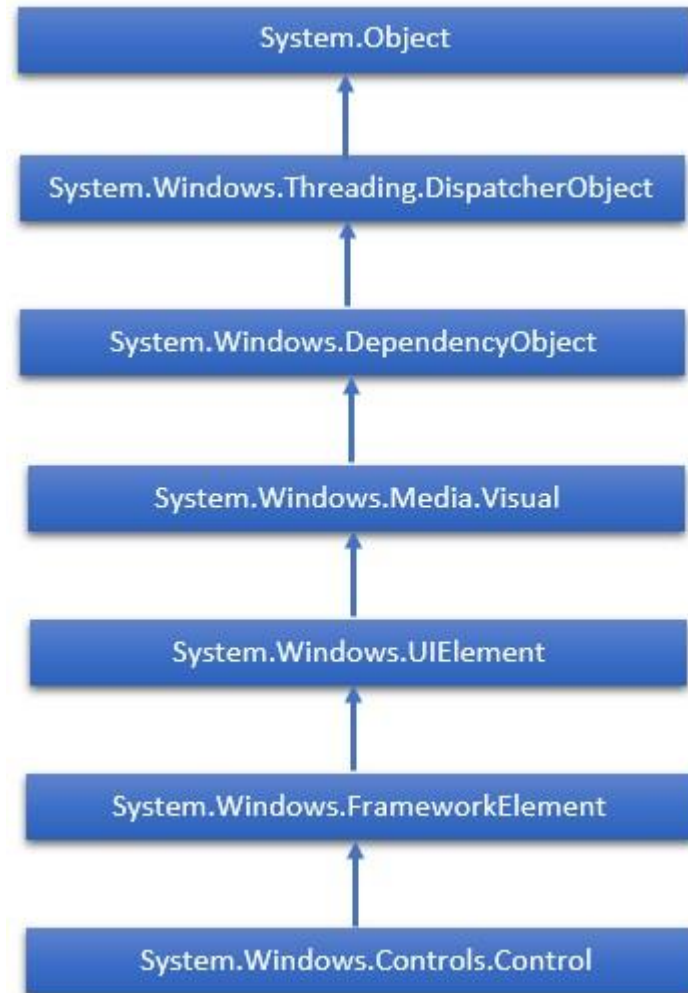 System.Object
System.Windows.Threading.DispatcherObject
System.Windows.DependencyObject
System.Windows.Media.Visual
System.Windows.UIElement
System.Windows.FrameworkElement
System.Windows.Controls.Control